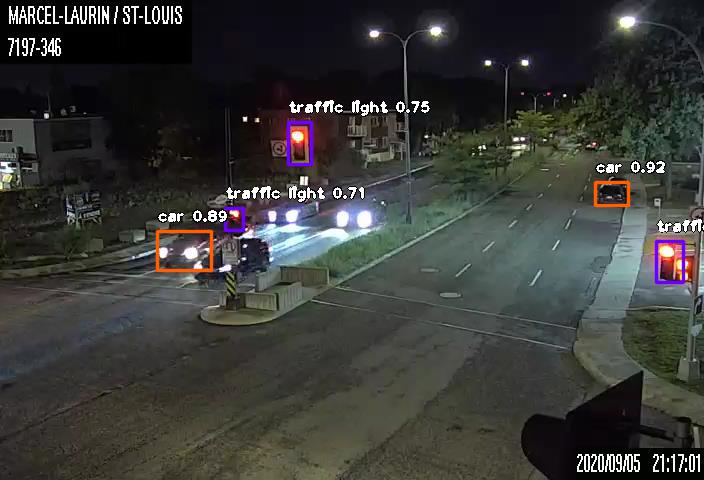 MARCEL-LAURIN / ST-LOUIS
7197-346
traffic light 0.75
car 0.92
traffic light 0.71
car 0.89
traffi
2020/09/05 21:17:01